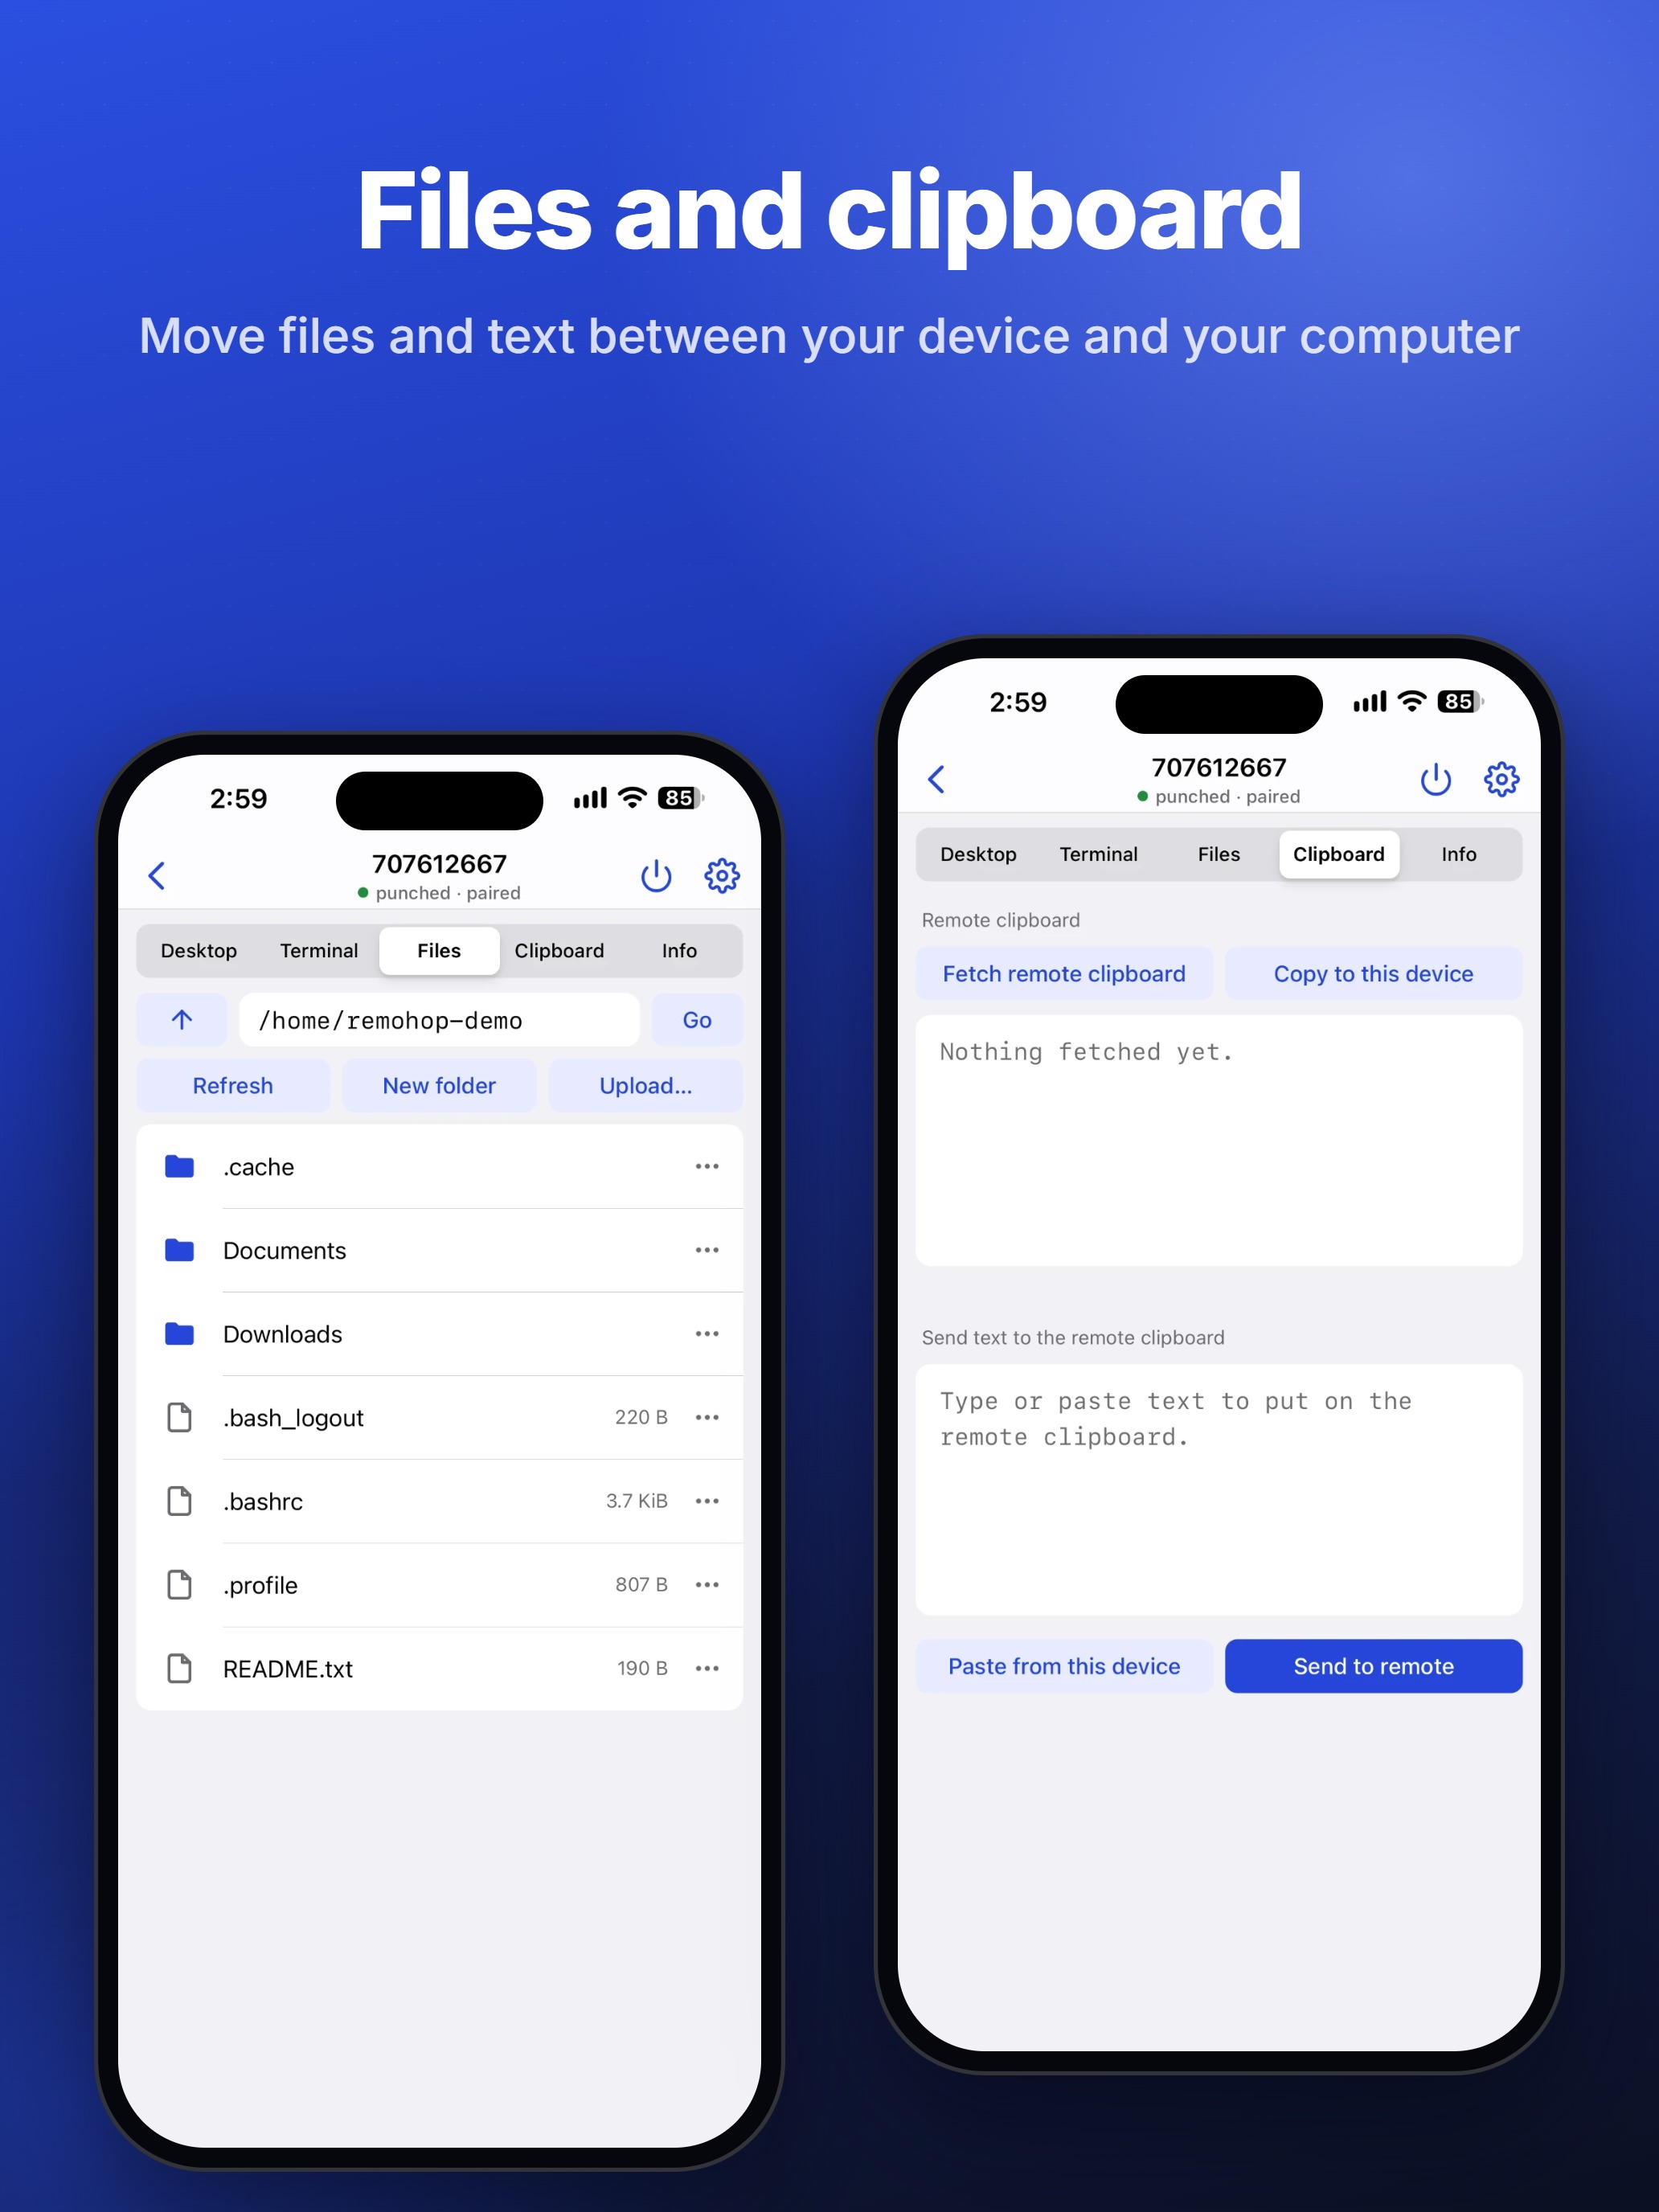 Files and clipboard
Move files and text between your device and your computer
2:59
85
707612667
punched · paired
Desktop Terminal Files Clipboard Info
/home/remohop-demo
Go
Refresh
New folder
Upload...
.cache
Documents
Downloads
.bash_logout 220 B
.bashrc 3.7 KiB
.profile 807 B
README.txt 190 B
2:59
85
707612667
punched · paired
Desktop Terminal Files Clipboard Info
Remote clipboard
Fetch remote clipboard
Copy to this device
Nothing fetched yet.
Send text to the remote clipboard
Type or paste text to put on the
remote clipboard.
Paste from this device
Send to remote